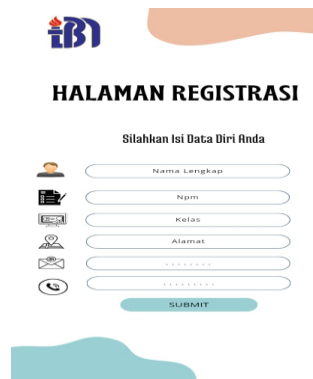 IBI
HALAMAN REGISTRASI
Silahkan Isi Data Diri Anda
Nama Lengkap
Npm
Kelas
Alamat
. . . . . . . .
. . . . . . . . .
SUBMIT